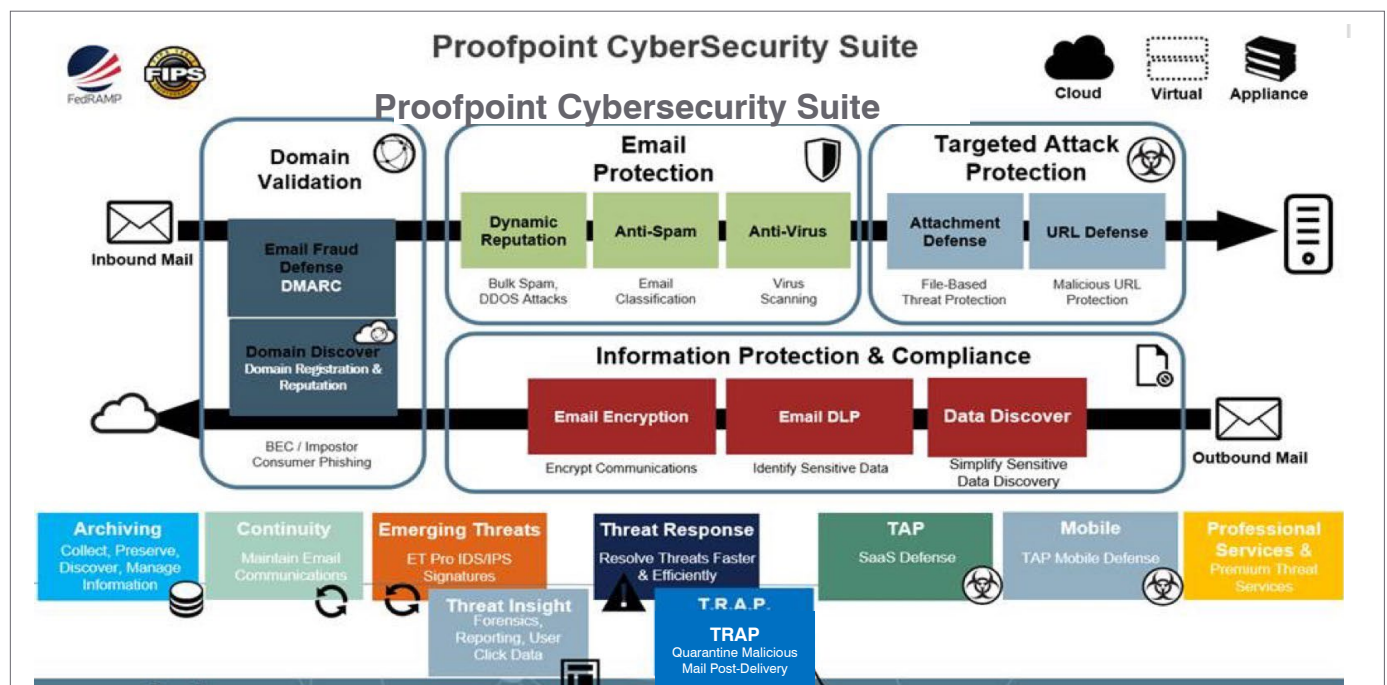 Proofpoint CyberSecurity Suite
FedRAMP
FIPS
Cloud
Virtual
Appliance
Proofpoint Cybersecurity Suite
Domain
Validation
Email
Protection
Targeted Attack
Protection
Inbound Mail
Email Fraud
Defense
DMARC
Dynamic
Reputation
Anti-Spam
Anti-Virus
Attachment
Defense
URL Defense
Bulk Spam,
DDOS Attacks
Email
Classification
Virus
Scanning
File-Based
Threat Protection
Malicious URL
Protection
Domain Discover
Domain Registration &
Reputation
Information Protection & Compliance
Email Encryption
Email DLP
Data Discover
BEC / Impostor
Consumer Phishing
Encrypt Communications
Identify Sensitive Data
Simplify Sensitive
Data Discovery
Outbound Mail
Archiving
Collect, Preserve,
Discover, Manage
Information
Continuity
Maintain Email
Communications
Emerging Threats
ET Pro IDS/IPS
Signatures
Threat Response
Resolve Threats Faster
& Efficiently
TAP
SaaS Defense
Mobile
TAP Mobile Defense
Professional
Services &
Premium Threat
Services
Threat Insight
Forensics,
Reporting, User
Click Data
T.R.A.P.
TRAP
Quarantine Malicious
Mail Post-Delivery